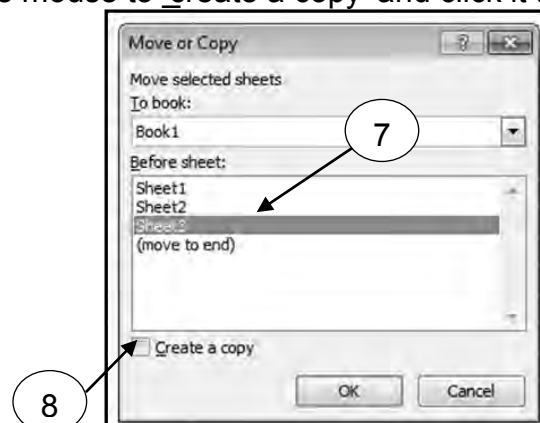 mouse to create a copy and click it
Move or Copy
Move selected sheets
To book:
Book1
7
Before sheet:
Sheet1
Sheet2
Sheet3
(move to end)
Create a copy
8
OK
Cancel